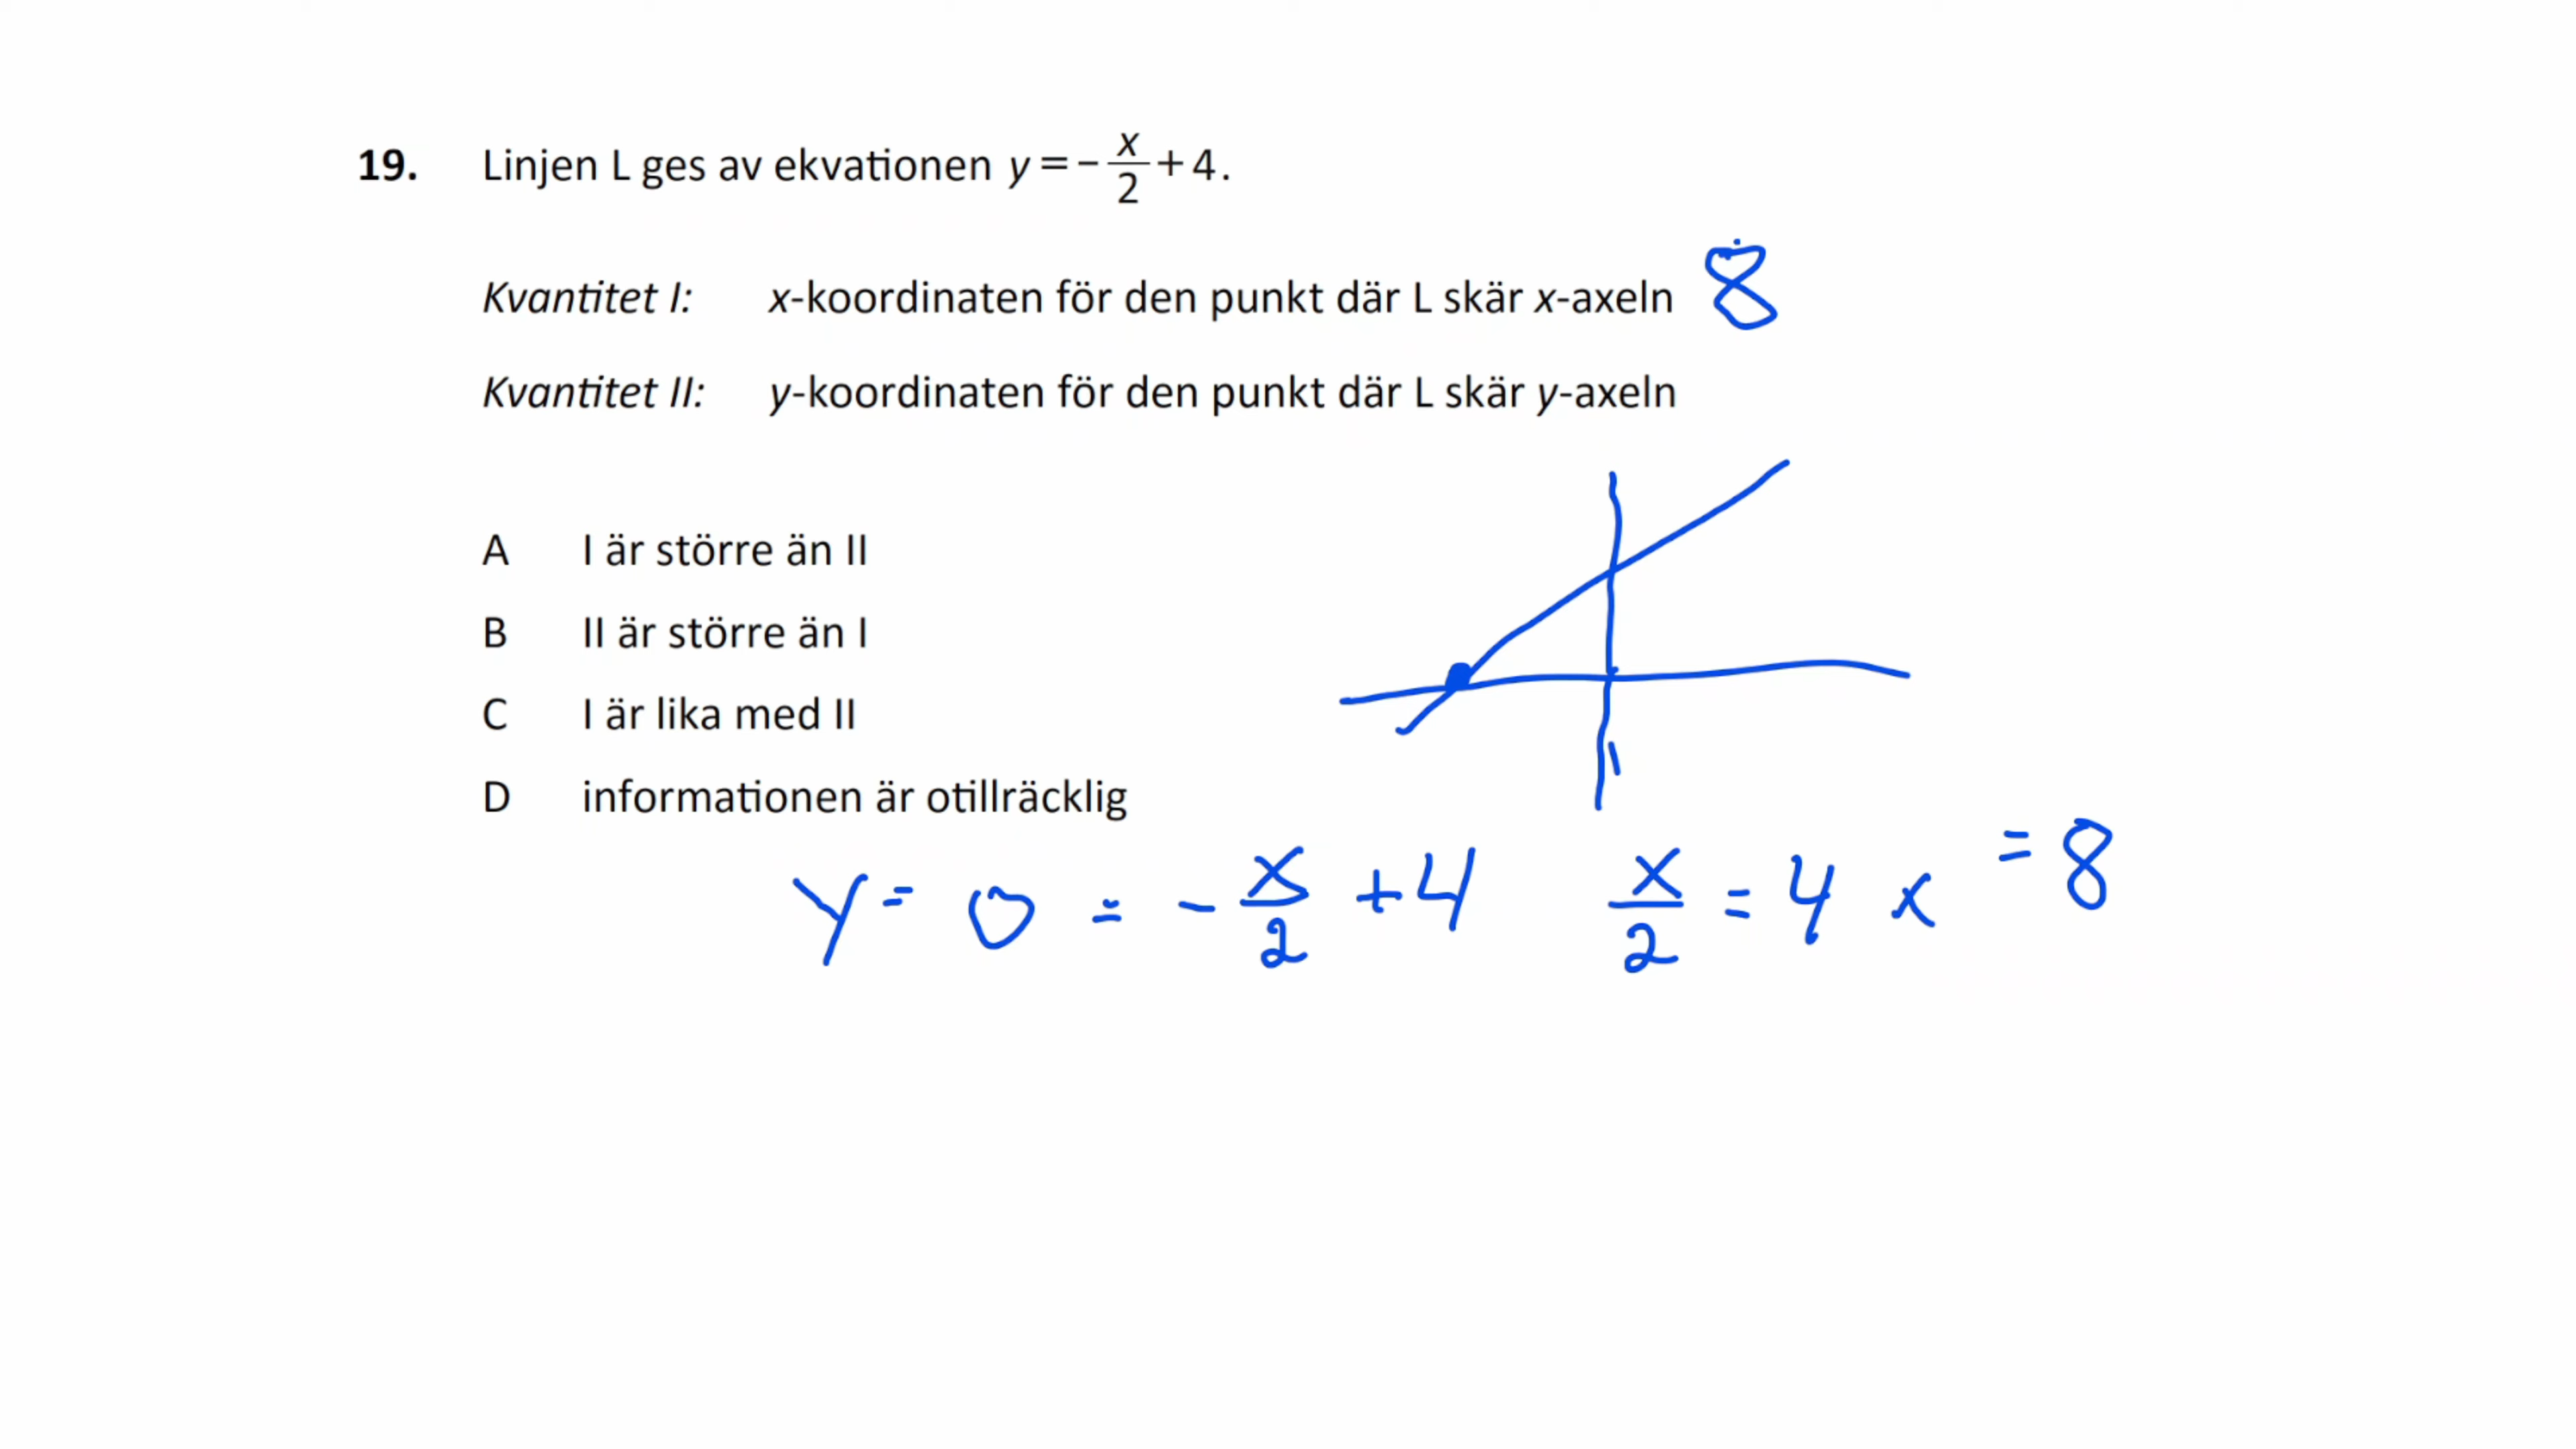 19. Linjen L ges av ekvationen y = - x/2 + 4.
Kvantitet I: x-koordinaten för den punkt där L skär x-axeln 8
Kvantitet II: y-koordinaten för den punkt där L skär y-axeln
A I är större än II
B II är större än I
C I är lika med II
D informationen är otillräcklig
y = 0 = - x/2 + 4 x/2 = 4 x = 8